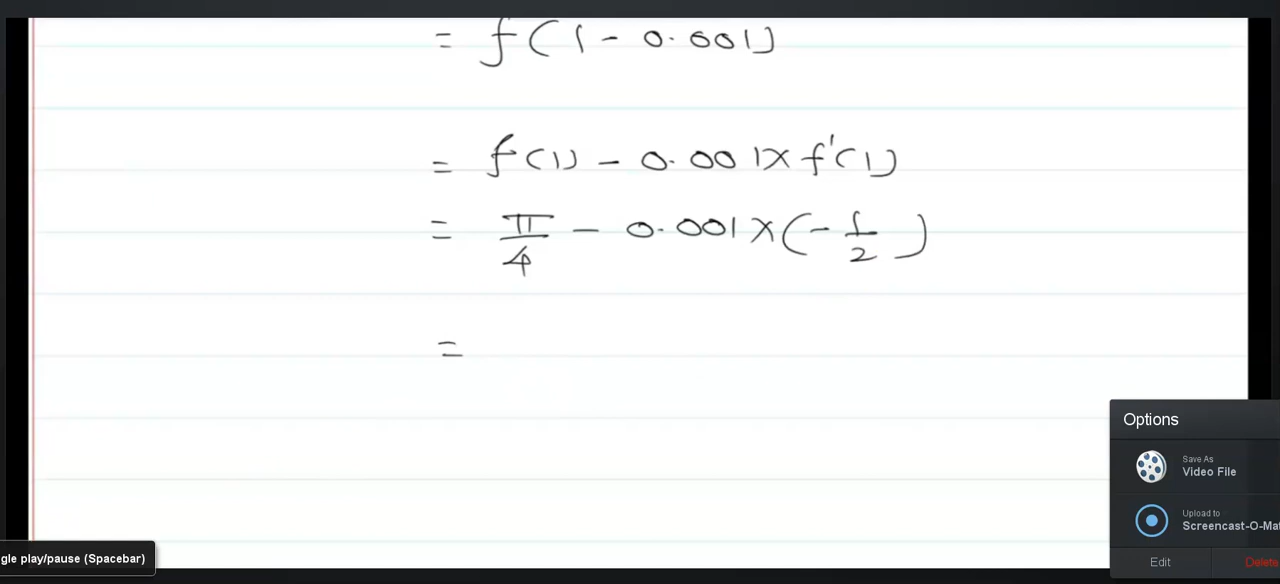 = f(1 - 0.001)
= f(1) - 0.001 × f'(1)
= π/4 - 0.001 × (-1/2)
=
Options
Save As
Video File
Upload to
Screencast-O-Mat
Edit
Delete
gle play/pause (Spacebar)